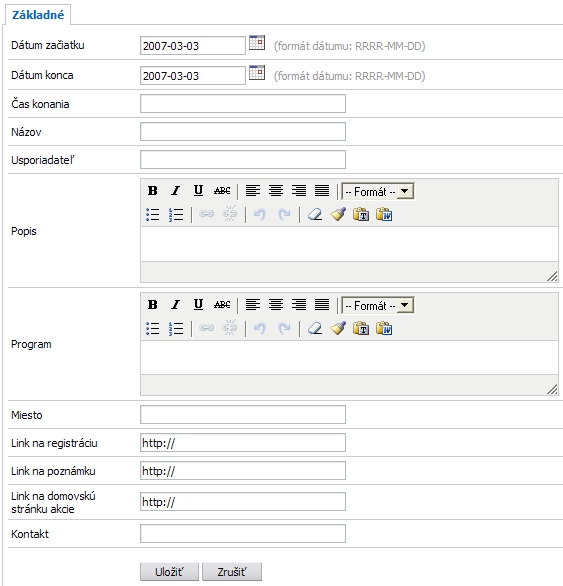 Základné
Dátum začiatku 2007-03-03 (formát dátumu: RRRR-MM-DD)
Dátum konca 2007-03-03 (formát dátumu: RRRR-MM-DD)
Čas konania
Názov
Usporiadateľ
B I U ABC -- Formát --
Popis
B I U ABC -- Formát --
Program
Miesto
Link na registráciu http://
Link na poznámku http://
Link na domovskú
stránku akcie http://
Kontakt
Uložiť Zrušiť